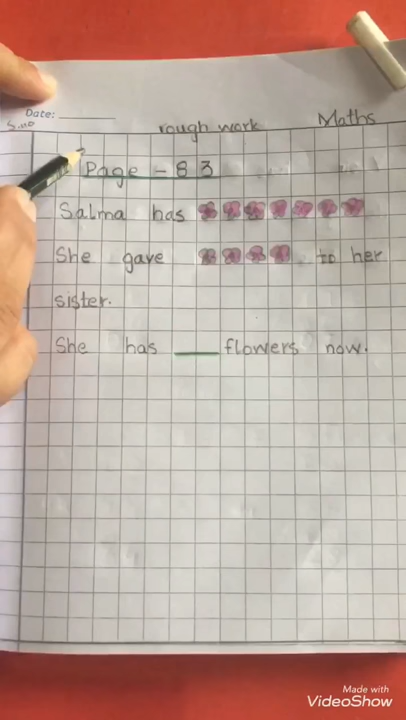 Date:
S.no rough work Maths
Page - 83
Salma has
She gave to her
sister.
She has ___ flowers now.
Made with
VideoShow